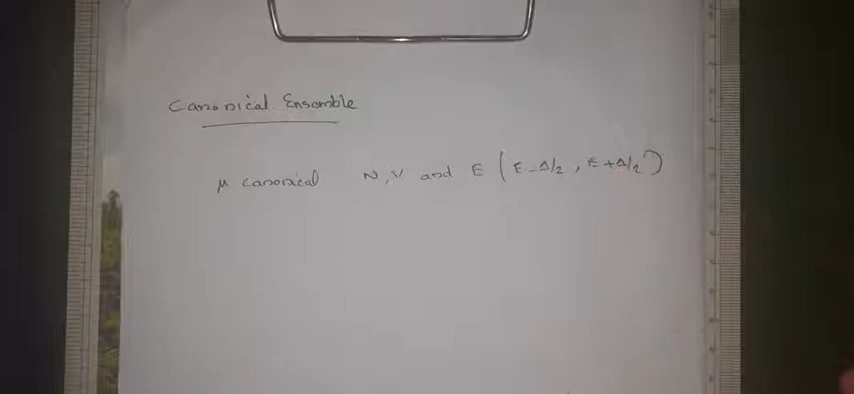 Canonical Ensemble
μ canonical N, V and E (E-Δ/2, E+Δ/2)